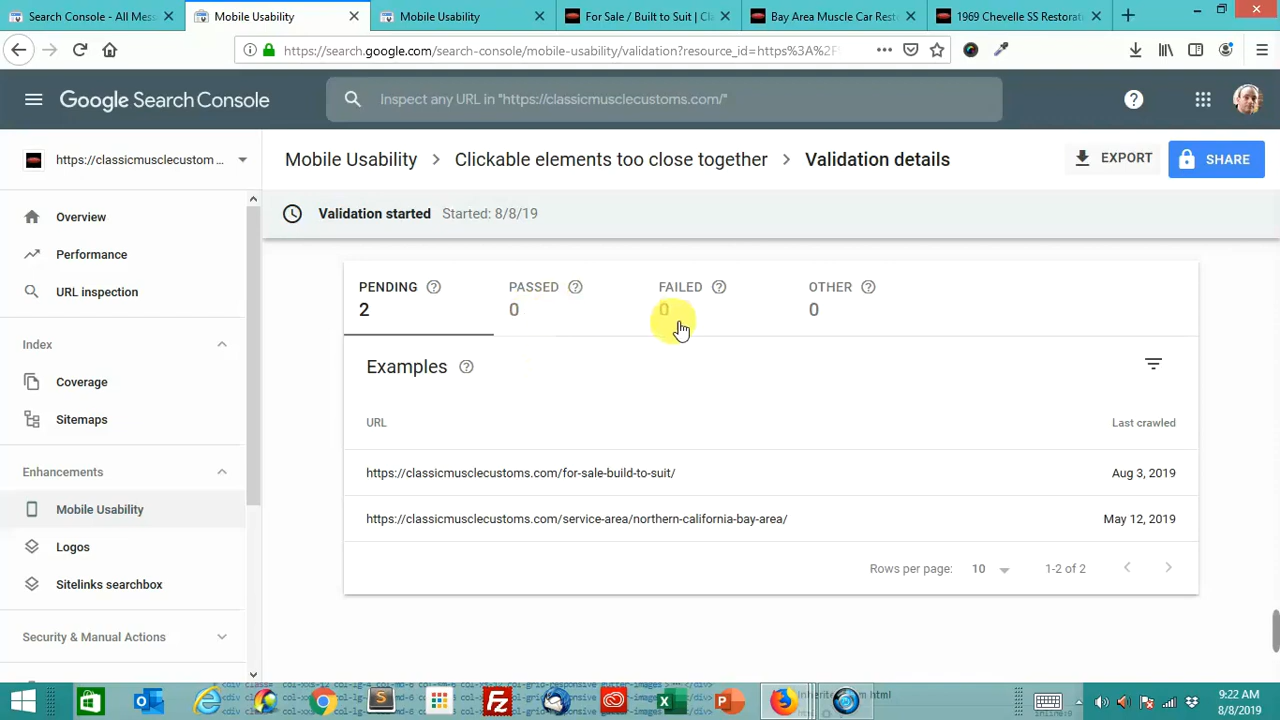 Search Console - All Mess
Mobile Usability
Mobile Usability
For Sale / Built to Suit | Cla
Bay Area Muscle Car Rest
1969 Chevelle SS Restorat
https://search.google.com/search-console/mobile-usability/validation?resource_id=https%3A%2F
Google Search Console
Inspect any URL in "https://classicmusclecustoms.com/"
https://classicmusclecustom ...
Mobile Usability > Clickable elements too close together > Validation details
EXPORT
SHARE
Validation started Started: 8/8/19
Overview
Performance
URL inspection
Index
Coverage
Sitemaps
Enhancements
Mobile Usability
Logos
Sitelinks searchbox
Security & Manual Actions
PENDING
2
PASSED
0
FAILED
0
OTHER
0
Examples
URL Last crawled
https://classicmusclecustoms.com/for-sale-build-to-suit/ Aug 3, 2019
https://classicmusclecustoms.com/service-area/northern-california-bay-area/ May 12, 2019
Rows per page: 10 1-2 of 2
9:22 AM
8/8/2019